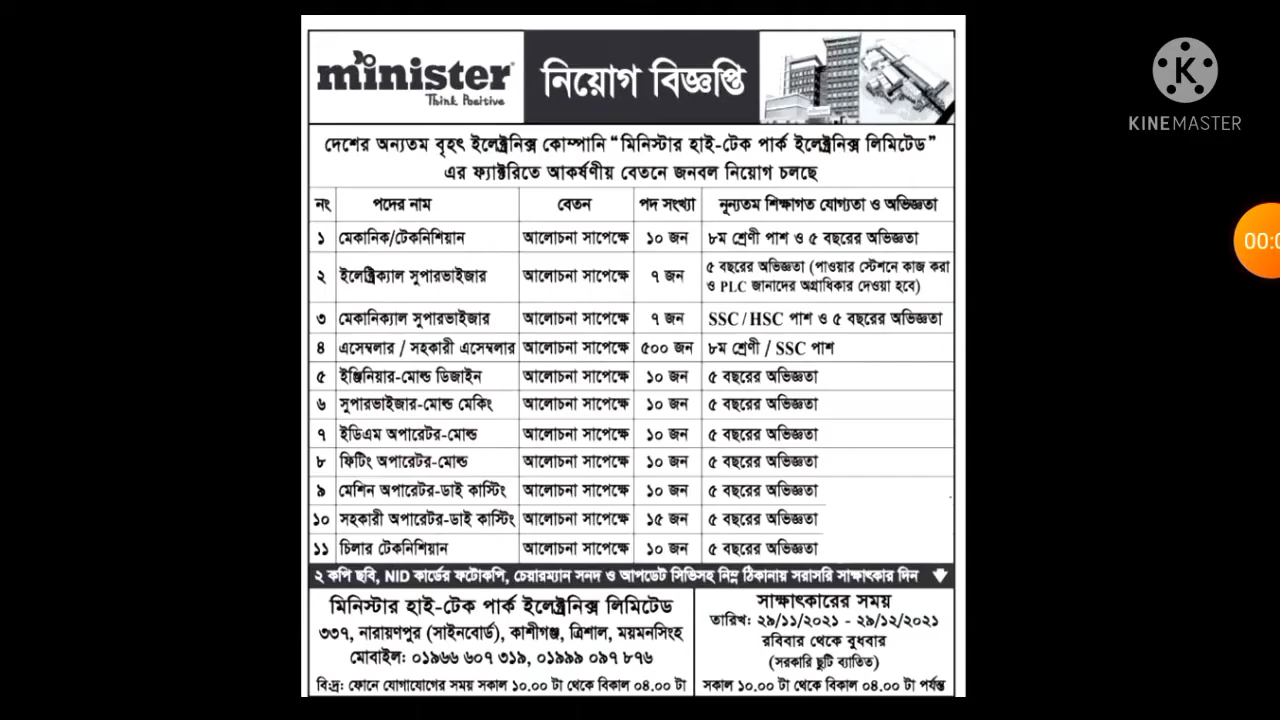 minister
Think Positive
নিয়োগ বিজ্ঞপ্তি
KINEMASTER
দেশের অন্যতম বৃহৎ ইলেক্ট্রনিক্স কোম্পানি “মিনিস্টার হাই-টেক পার্ক ইলেক্ট্রনিক্স লিমিটেড”
এর ফ্যাক্টরিতে আকর্ষণীয় বেতনে জনবল নিয়োগ চলছে
নং পদের নাম বেতন পদ সংখ্যা নূন্যতম শিক্ষাগত যোগ্যতা ও অভিজ্ঞতা
১ মেকানিক/টেকনিশিয়ান আলোচনা সাপেক্ষে ১০ জন ৮ম শ্রেণী পাশ ও ৫ বছরের অভিজ্ঞতা
২ ইলেক্ট্রিক্যাল সুপারভাইজার আলোচনা সাপেক্ষে ৭ জন ৫ বছরের অভিজ্ঞতা (পাওয়ার স্টেশনে কাজ করা
ও PLC জানাদের অগ্রাধিকার দেওয়া হবে)
৩ মেকানিক্যাল সুপারভাইজার আলোচনা সাপেক্ষে ৭ জন SSC/HSC পাশ ও ৫ বছরের অভিজ্ঞতা
৪ এসেম্বলার / সহকারী এসেম্বলার আলোচনা সাপেক্ষে ৫০০ জন ৮ম শ্রেণী / SSC পাশ
৫ ইঞ্জিনিয়ার-মোল্ড ডিজাইন আলোচনা সাপেক্ষে ১০ জন ৫ বছরের অভিজ্ঞতা
৬ সুপারভাইজার-মোল্ড মেকিং আলোচনা সাপেক্ষে ১০ জন ৫ বছরের অভিজ্ঞতা
৭ ইডিএম অপারেটর-মোল্ড আলোচনা সাপেক্ষে ১০ জন ৫ বছরের অভিজ্ঞতা
৮ ফিটিং অপারেটর-মোল্ড আলোচনা সাপেক্ষে ১০ জন ৫ বছরের অভিজ্ঞতা
৯ মেশিন অপারেটর-ডাই কাস্টিং আলোচনা সাপেক্ষে ১০ জন ৫ বছরের অভিজ্ঞতা
১০ সহকারী অপারেটর-ডাই কাস্টিং আলোচনা সাপেক্ষে ১৫ জন ৫ বছরের অভিজ্ঞতা
১১ চিলার টেকনিশিয়ান আলোচনা সাপেক্ষে ১০ জন ৫ বছরের অভিজ্ঞতা
২ কপি ছবি, NID কার্ডের ফটোকপি, চেয়ারম্যান সনদ ও আপডেট সিভিসহ নিম্ন ঠিকানায় সরাসরি সাক্ষাৎকার দিন
মিনিস্টার হাই-টেক পার্ক ইলেক্ট্রনিক্স লিমিটেড
৩৩৭, নারায়ণপুর (সাইনবোর্ড), কাশীগঞ্জ, ত্রিশাল, ময়মনসিংহ
মোবাইল: ০১৯৬৬ ৬০৭ ৩১৯, ০১৯৯৯ ০৯৭ ৮৭৬
বি:দ্র: ফোনে যোগাযোগের সময় সকাল ১০.০০ টা থেকে বিকাল ০৪.০০ টা
সাক্ষাৎকারের সময়
তারিখ: ২৯/১১/২০২১ - ২৯/১২/২০২১
রবিবার থেকে বুধবার
(সরকারি ছুটি ব্যাতিত)
সকাল ১০.০০ টা থেকে বিকাল ০৪.০০ টা পর্যন্ত